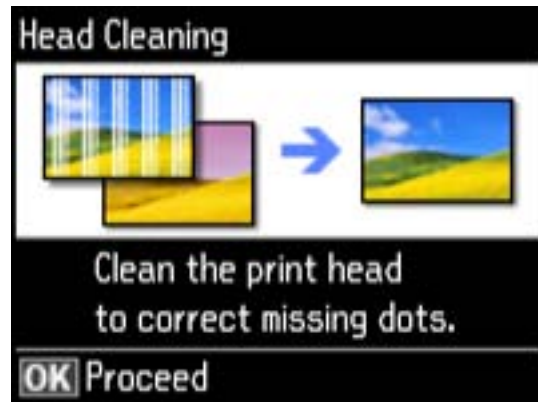 Head Cleaning
Clean the print head
to correct missing dots.
OK Proceed